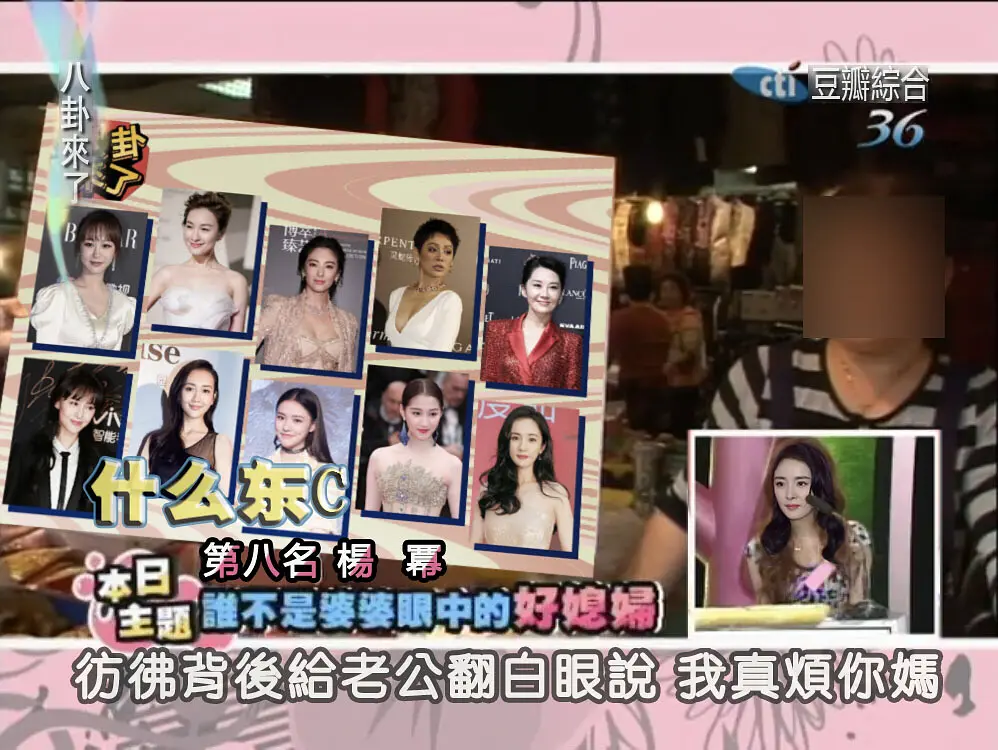 八卦來了
cti 豆瓣綜合
36
佳人
什么东C
第八名 楊 冪
本日
主題
誰不是婆婆眼中的好媳婦
彷彿背後給老公翻白眼說 我真煩你媽